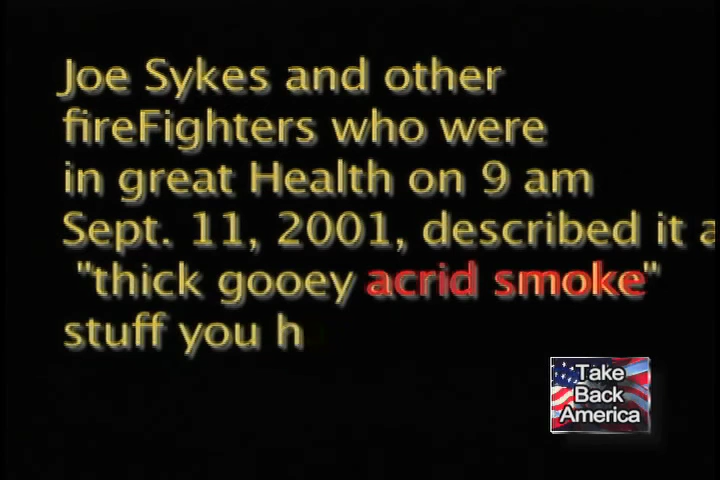 Joe Sykes and other
fireFighters who were
in great Health on 9 am
Sept. 11, 2001, described it a
"thick gooey acrid smoke"
stuff you h
Take
Back
America